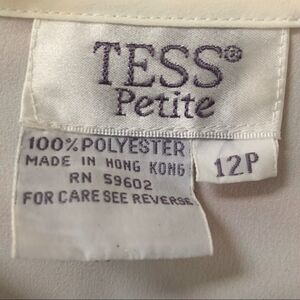 TESS®
Petite
100% POLYESTER
MADE IN HONG KONG
RN 59602
FOR CARE SEE REVERSE
12P